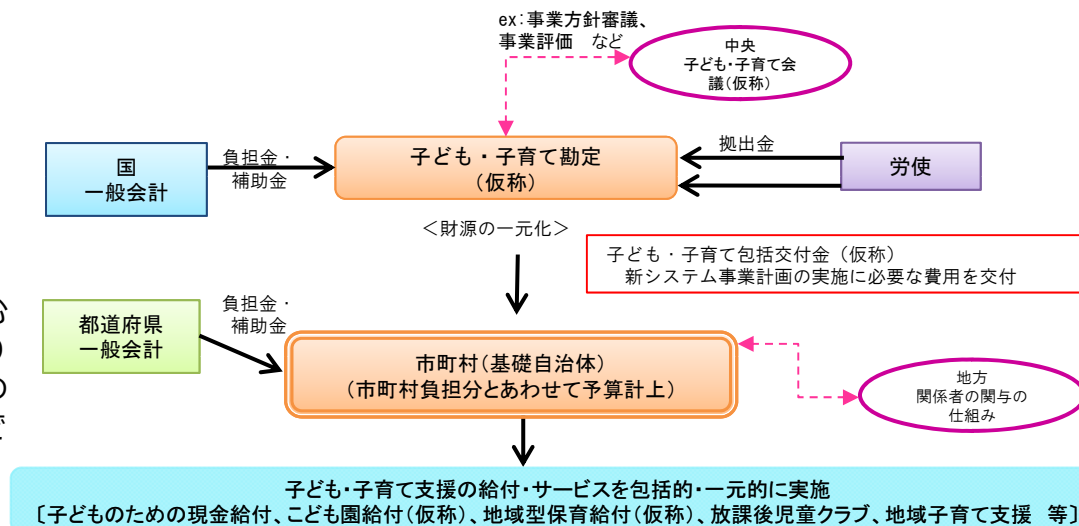 ex:事業方針審議、
事業評価　など
中央
子ども・子育て会
議(仮称)
国
一般会計
負担金・
補助金
子ども・子育て勘定
(仮称)
拠出金
労使
＜財源の一元化＞
子ども・子育て包括交付金（仮称）
新システム事業計画の実施に必要な費用を交付
都道府県
一般会計
負担金・
補助金
市町村(基礎自治体)
(市町村負担分とあわせて予算計上)
地方
関係者の関与の
仕組み
子ども・子育て支援の給付・サービスを包括的・一元的に実施
〔子どものための現金給付、こども園給付(仮称)、地域型保育給付(仮称)、放課後児童クラブ、地域子育て支援　等〕